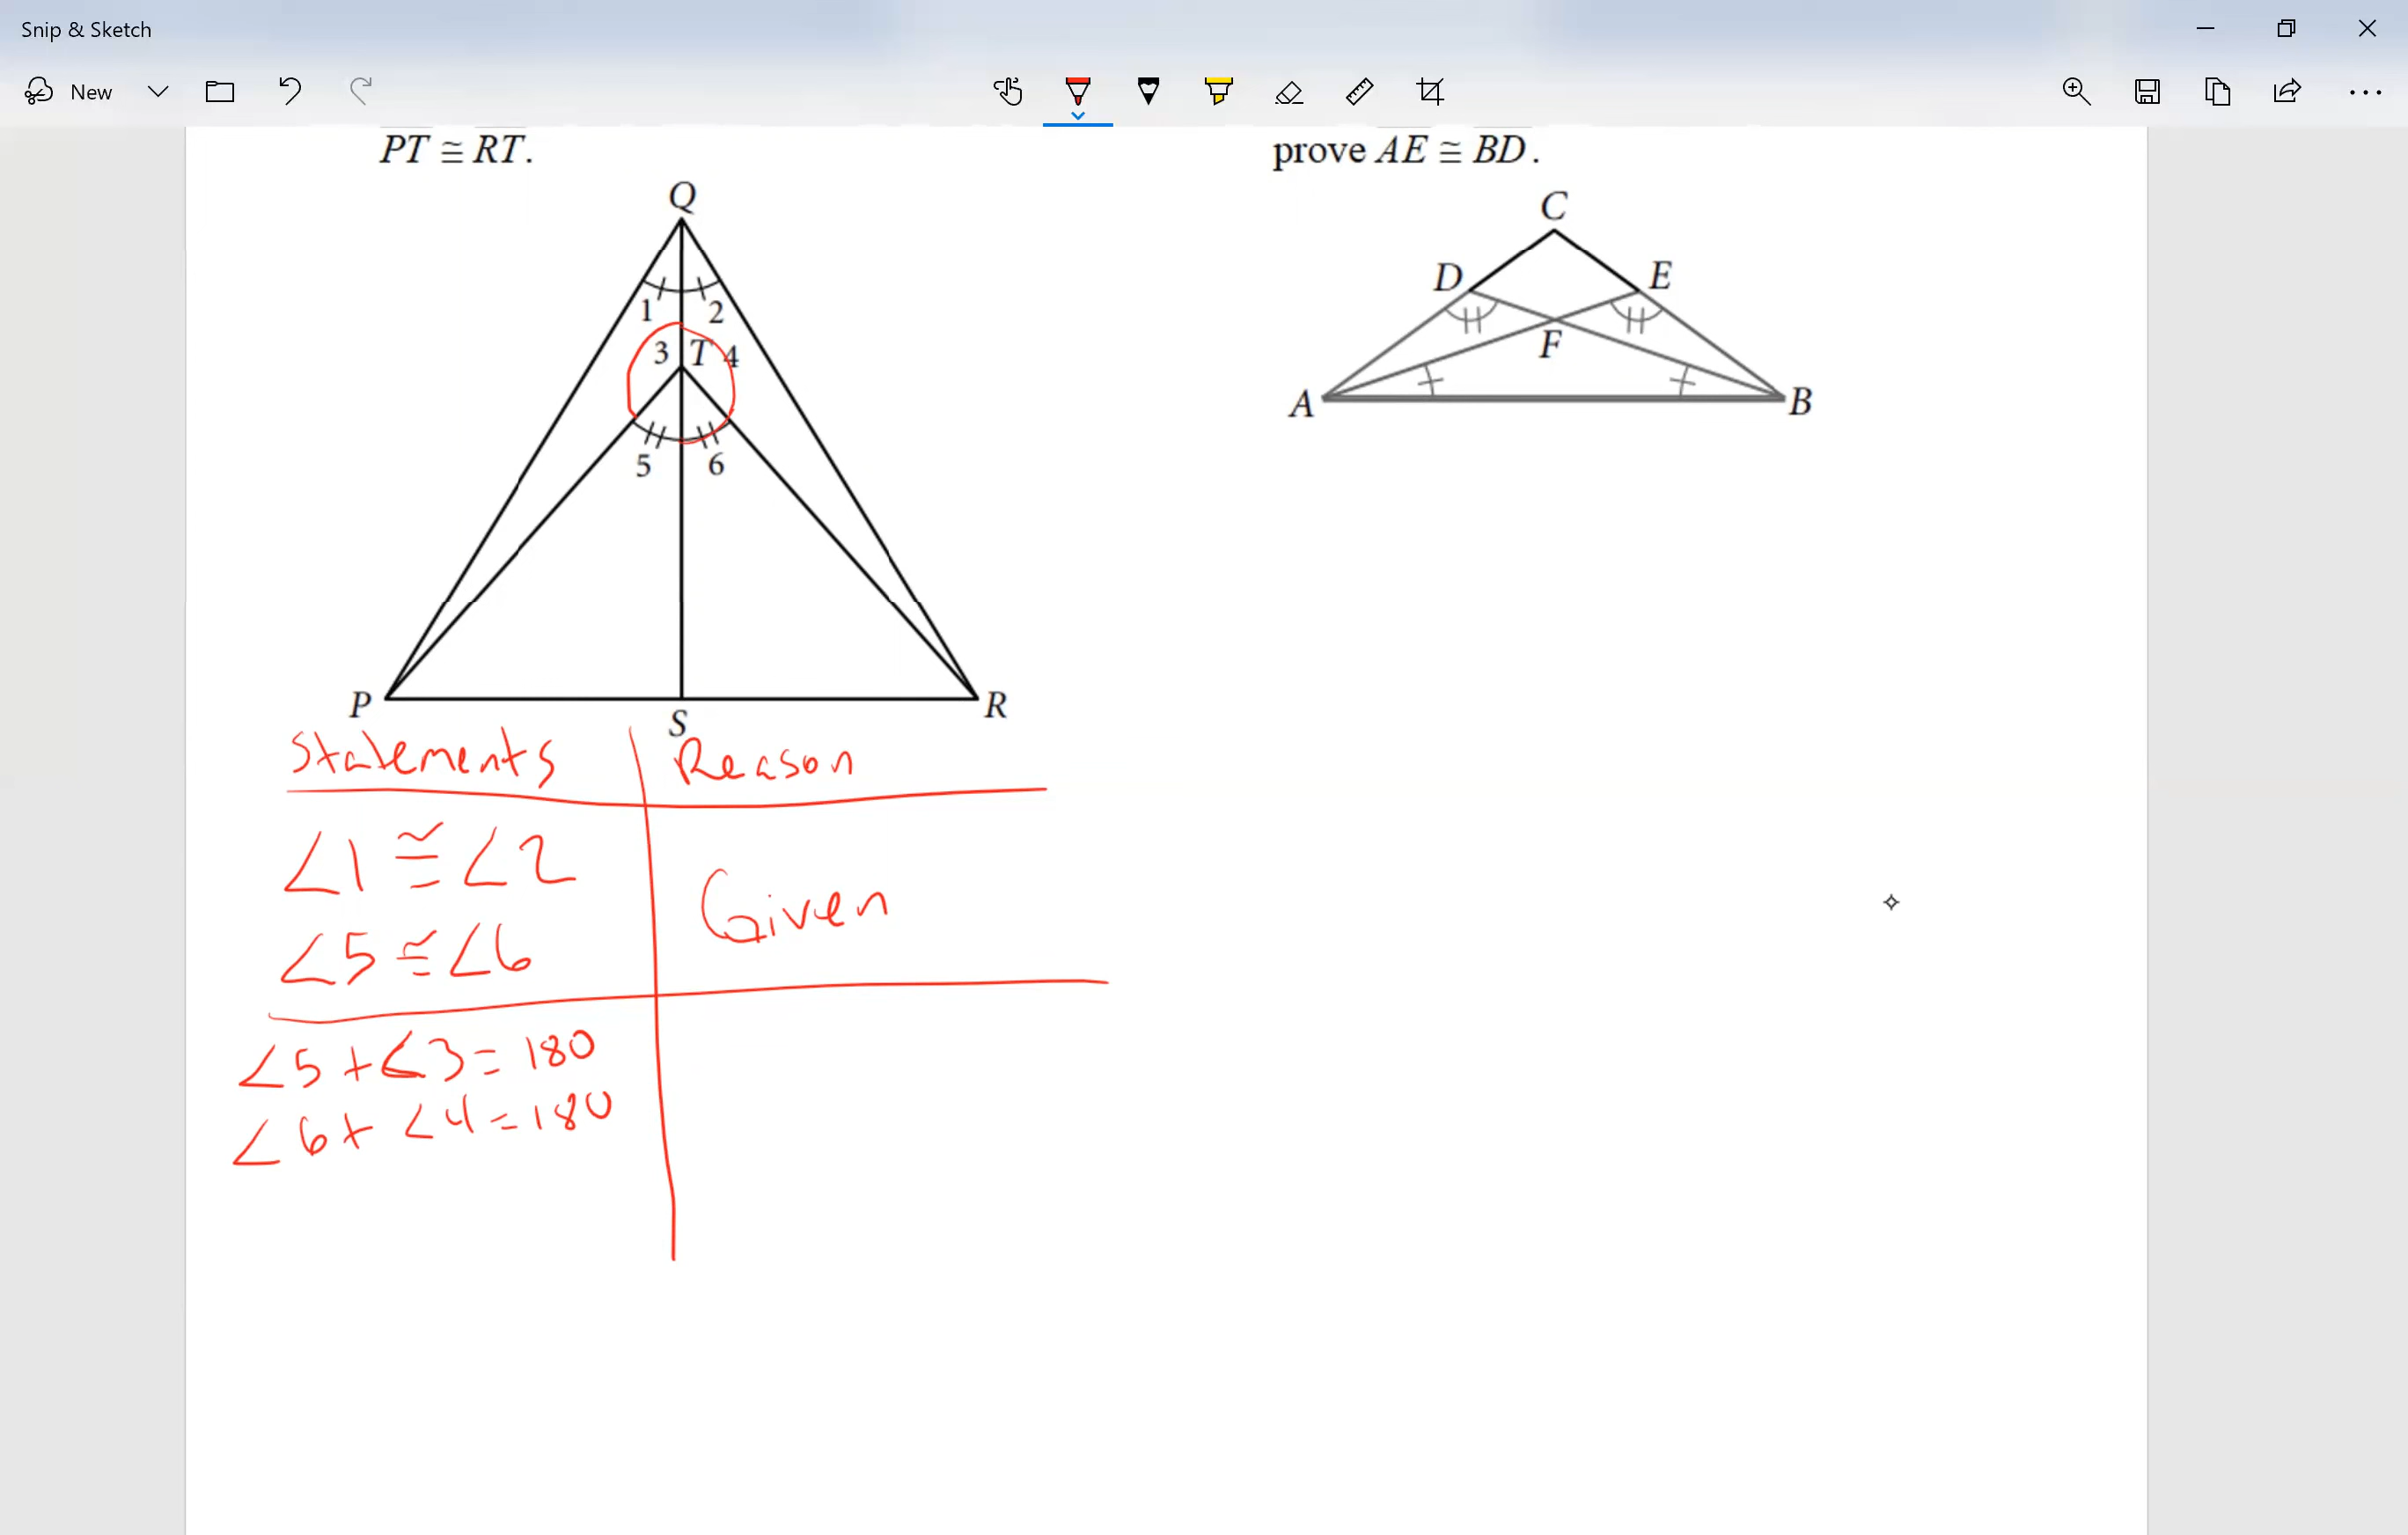 Snip & Sketch
New
PT ≅ RT.
Q
1 2
3 T 4
5 6
P S R
Statements Reason
∠1 ≅ ∠2
Given
∠5 ≅ ∠6
∠5 + ∠3 = 180
∠6 + ∠4 = 180
prove AE ≅ BD.
C
D E
F
A B